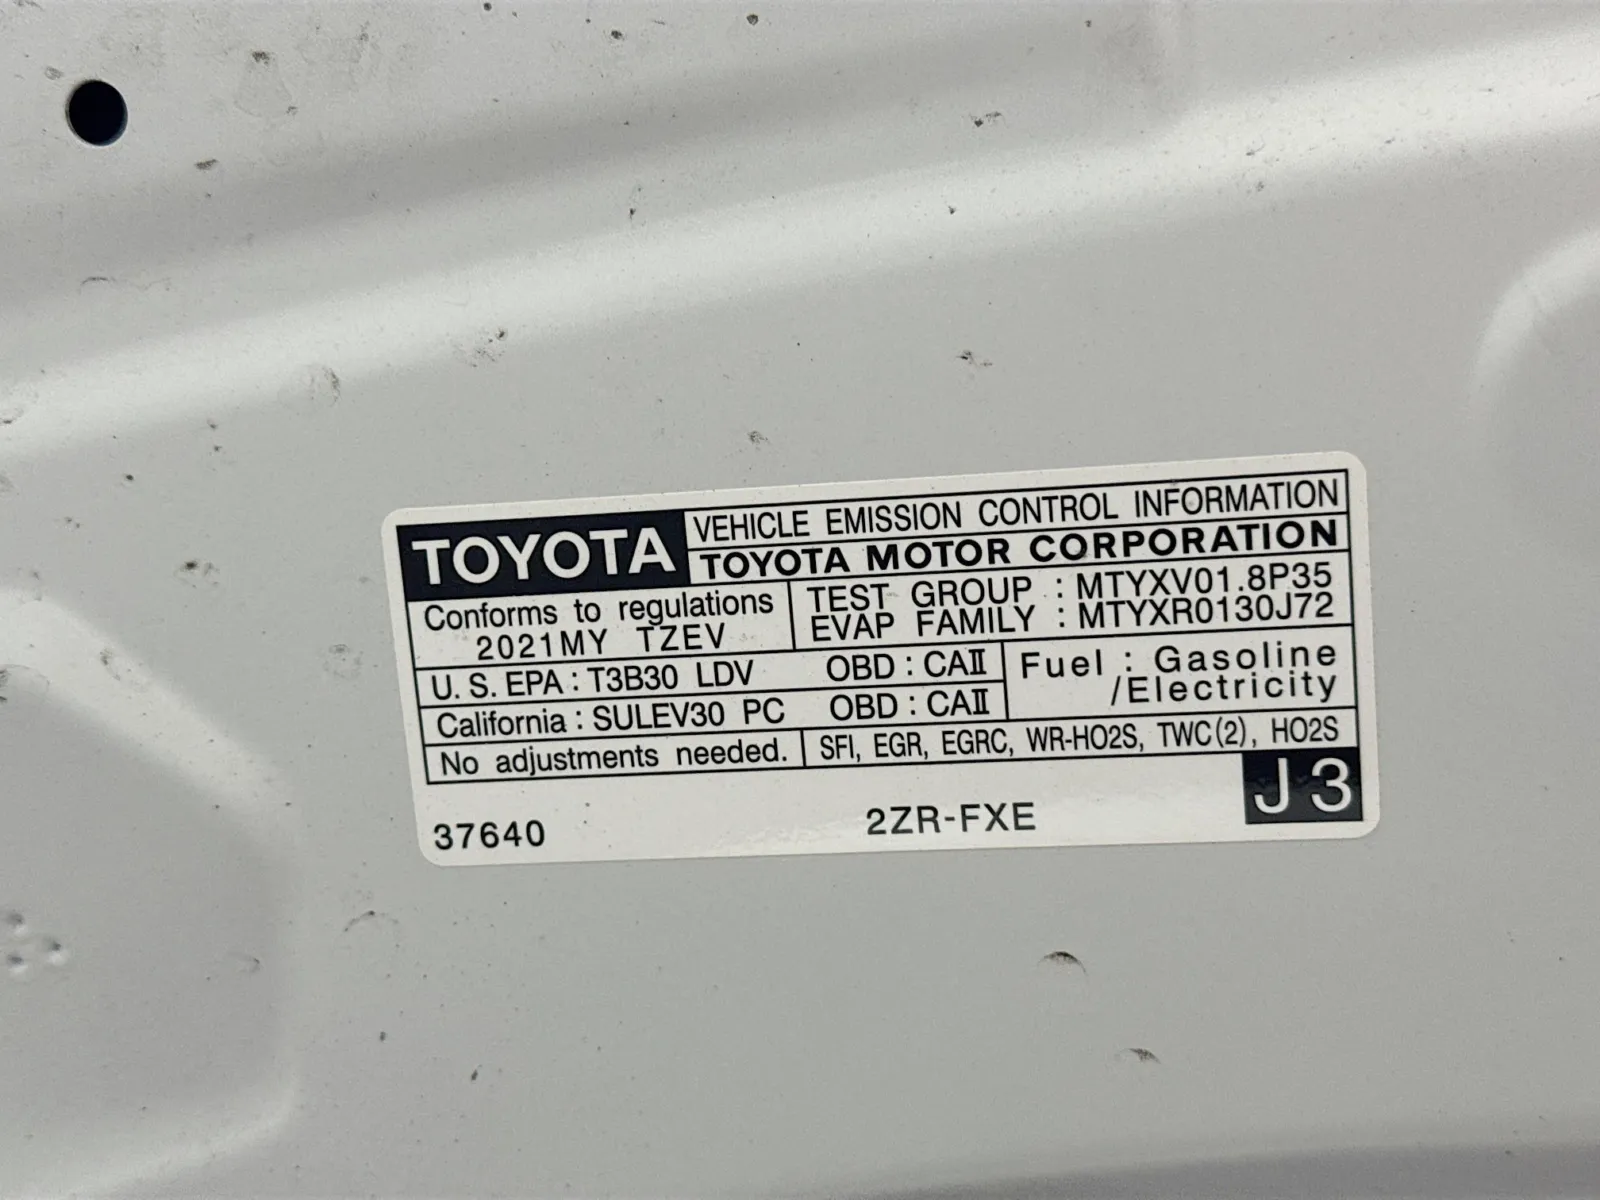 TOYOTA VEHICLE EMISSION CONTROL INFORMATION
TOYOTA MOTOR CORPORATION
Conforms to regulations
2021MY TZEV
TEST GROUP : MTYXV01.8P35
EVAP FAMILY : MTYXR0130J72
U.S.EPA : T3B30 LDV OBD : CAⅡ
California : SULEV30 PC OBD : CAⅡ
Fuel : Gasoline
/Electricity
No adjustments needed. SFI, EGR, EGRC, WR-HO2S, TWC(2), HO2S
37640 2ZR-FXE J3